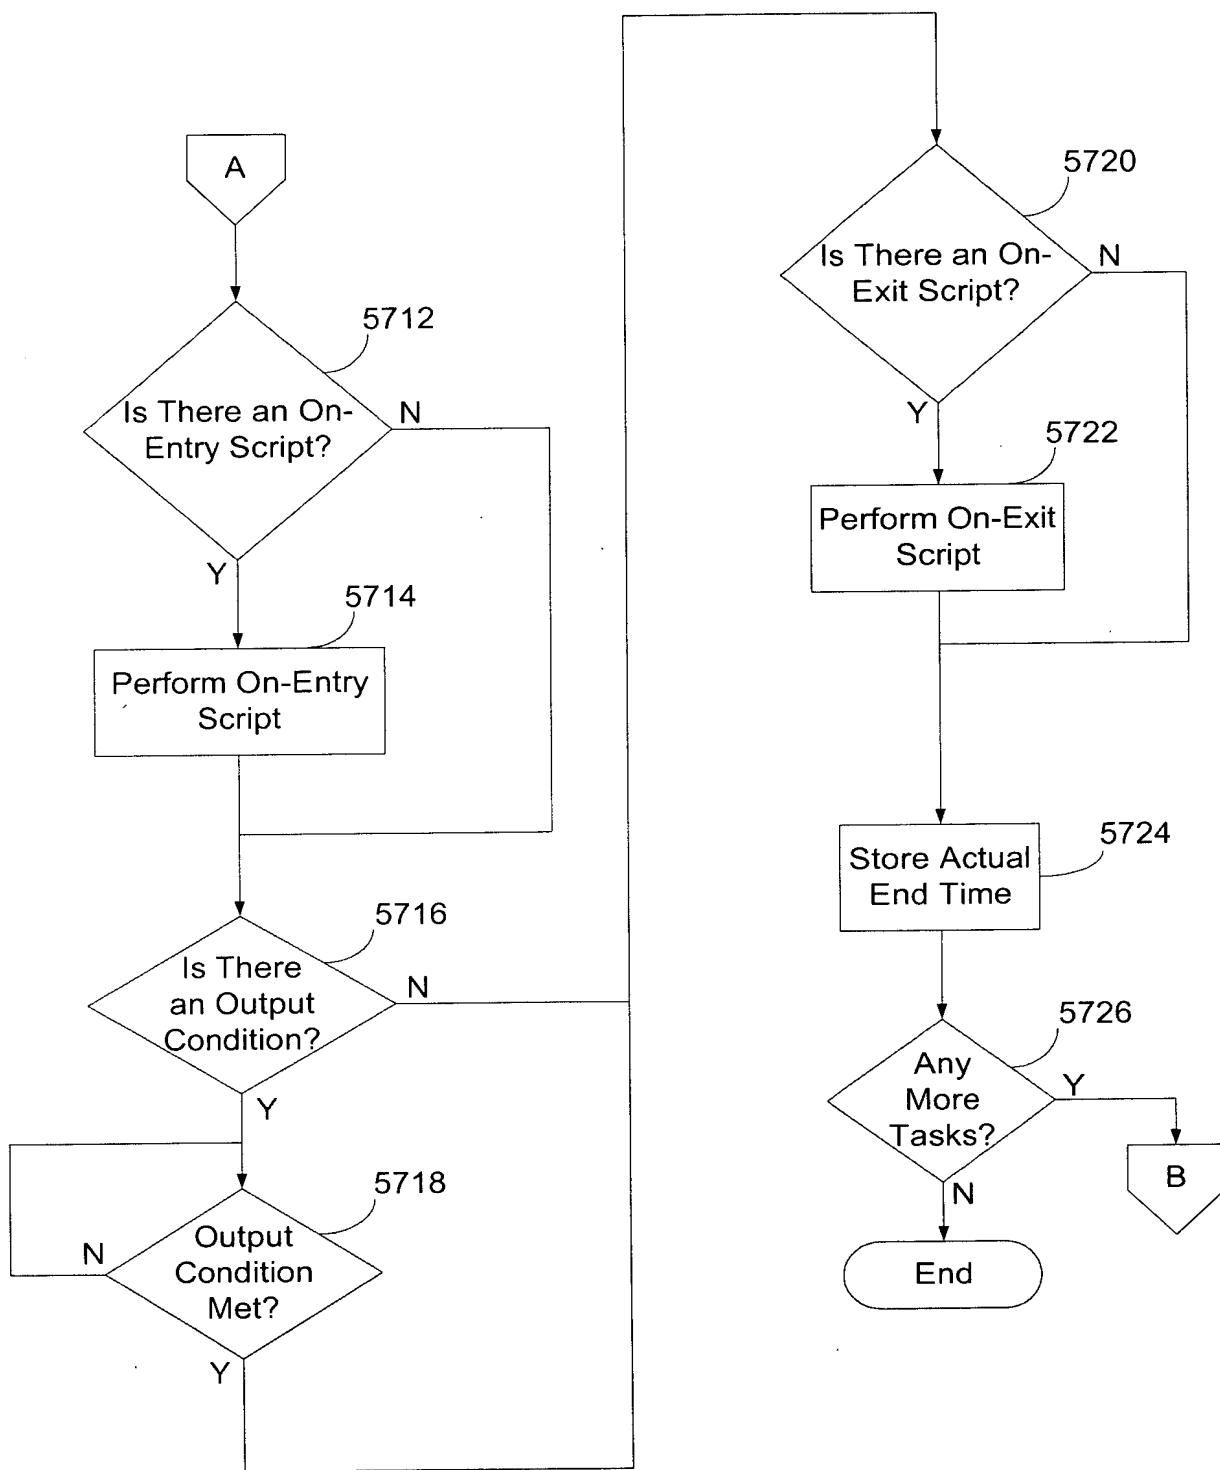 A
5712
Is There an On-
Entry Script?
N
Y
5714
Perform On-Entry
Script
5716
Is There
an Output
Condition?
N
Y
5718
Output
Condition
Met?
N
Y
5720
Is There an On-
Exit Script?
N
Y
5722
Perform On-Exit
Script
5724
Store Actual
End Time
5726
Any
More
Tasks?
Y
B
N
End